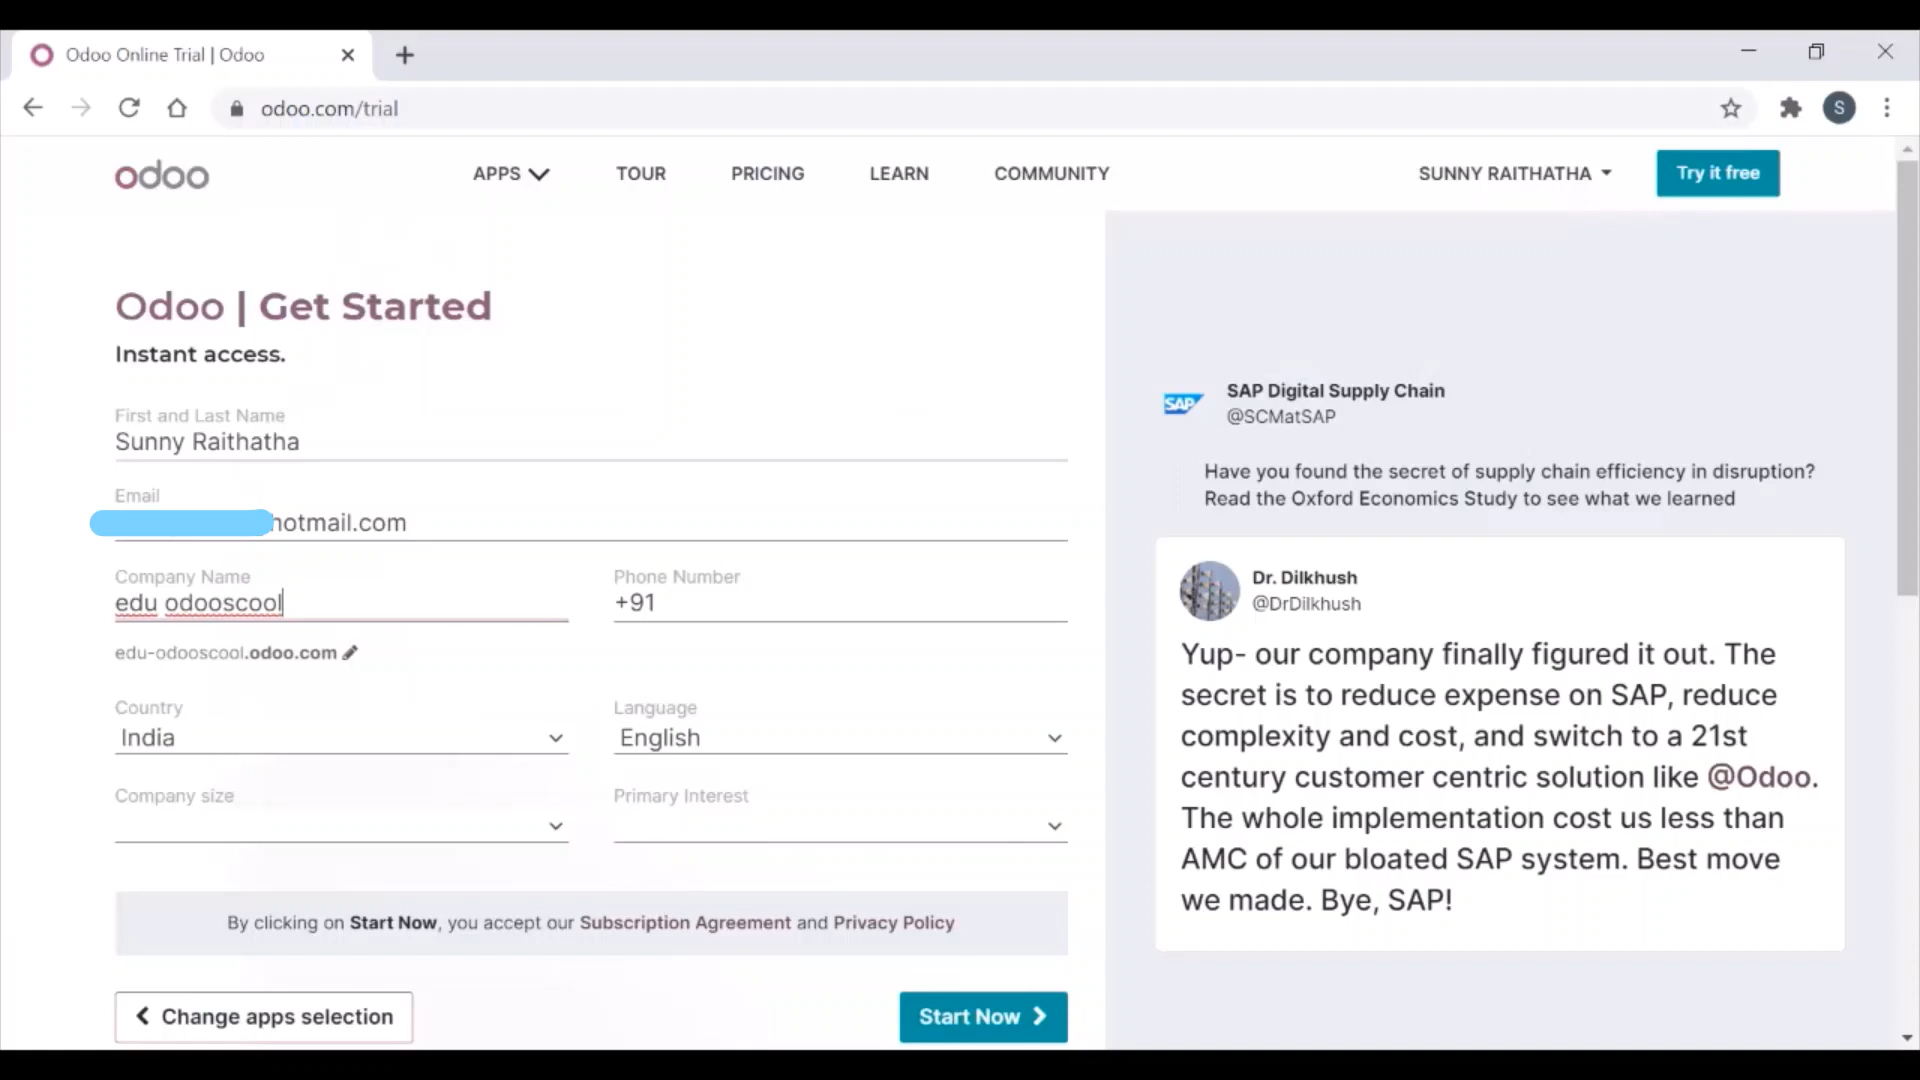 Odoo Online Trial | Odoo
odoo.com/trial
S
odoo
APPS
TOUR
PRICING
LEARN
COMMUNITY
SUNNY RAITHATHA
Try it free
Odoo | Get Started
Instant access.
First and Last Name
Sunny Raithatha
Email
hotmail.com
Company Name
edu odooscool
edu-odooscool.odoo.com
Phone Number
+91
Country
India
Language
English
Company size
Primary Interest
By clicking on Start Now, you accept our Subscription Agreement and Privacy Policy
Change apps selection
Start Now
SAP
SAP Digital Supply Chain
@SCMatSAP
Have you found the secret of supply chain efficiency in disruption?
Read the Oxford Economics Study to see what we learned
Dr. Dilkhush
@DrDilkhush
Yup- our company finally figured it out. The
secret is to reduce expense on SAP, reduce
complexity and cost, and switch to a 21st
century customer centric solution like @Odoo.
The whole implementation cost us less than
AMC of our bloated SAP system. Best move
we made. Bye, SAP!